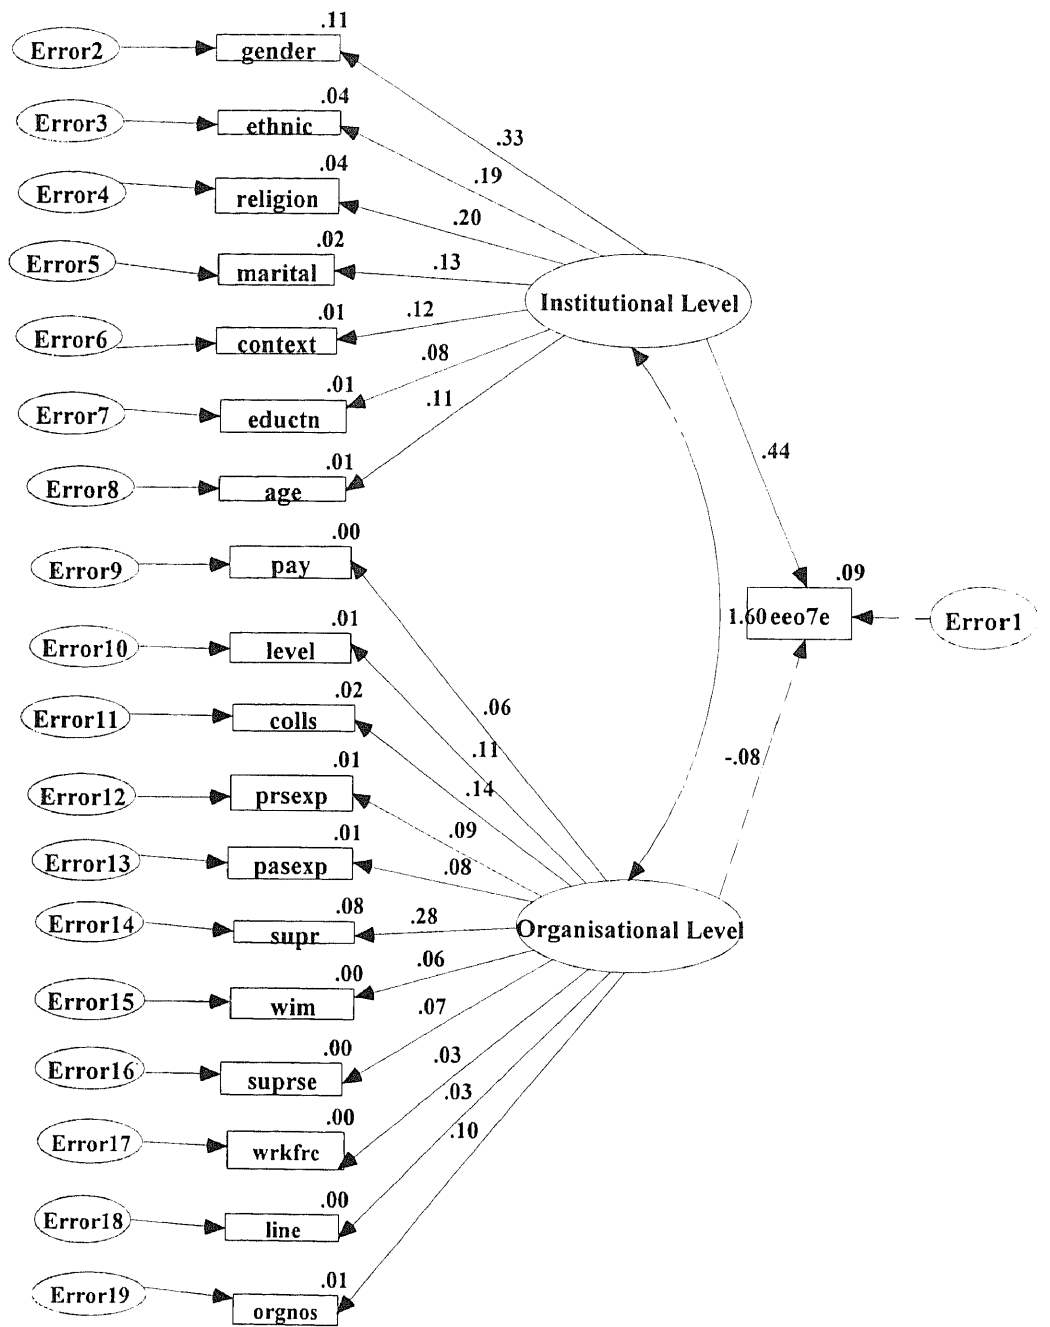 .11
Error2 gender
.04
Error3 ethnic .33
.04 .19
Error4 religion .20
.02
Error5 marital .13
Institutional Level
.01 .12
Error6 context
.08
.01
Error7 eductn .11
.01
Error8 age .44
.00
Error9 pay
.09
1.60 eeo7e Error1
.01
Error10 level
.02 .06
Error11 colls
.11 -.08
.01 .14
Error12 prsexp
.09
.01
Error13 pasexp .08
.08 .28
Error14 supr Organisational Level
.00 .06
Error15 wim
.07
.00 .03
Error16 suprse
.03
.00 .10
Error17 wrkfrc
.00
Error18 line
.01
Error19 orgnos